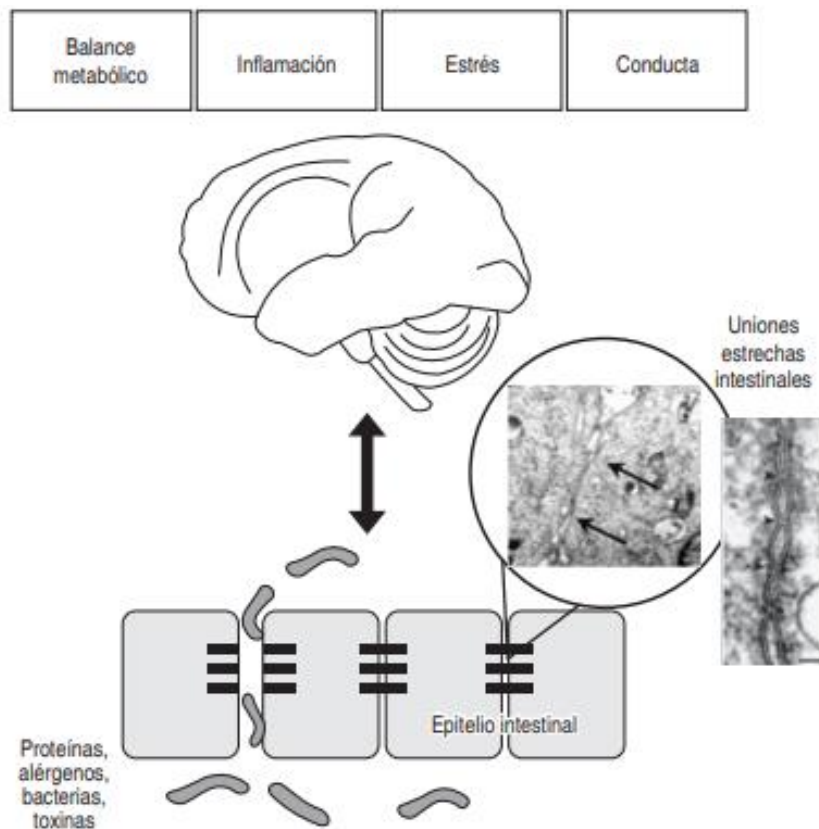 Balance
metabólico
Inflamación
Estrés
Conducta
Uniones
estrechas
intestinales
Epitelio intestinal
Proteínas,
alérgenos,
bacterias,
toxinas